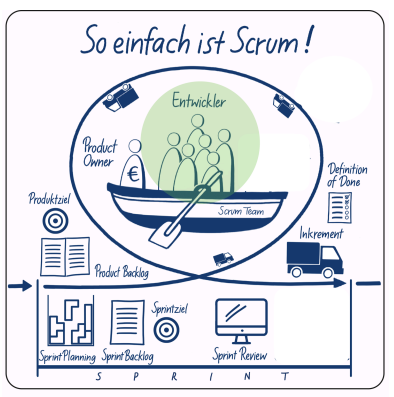 So einfach ist Scrum!
Entwickler
Product
Owner
€
Scrum Team
Definition
of Done
Produktziel
Inkrement
Product Backlog
Sprintziel
Sprint Planning
Sprint Backlog
Sprint Review
SPRINT